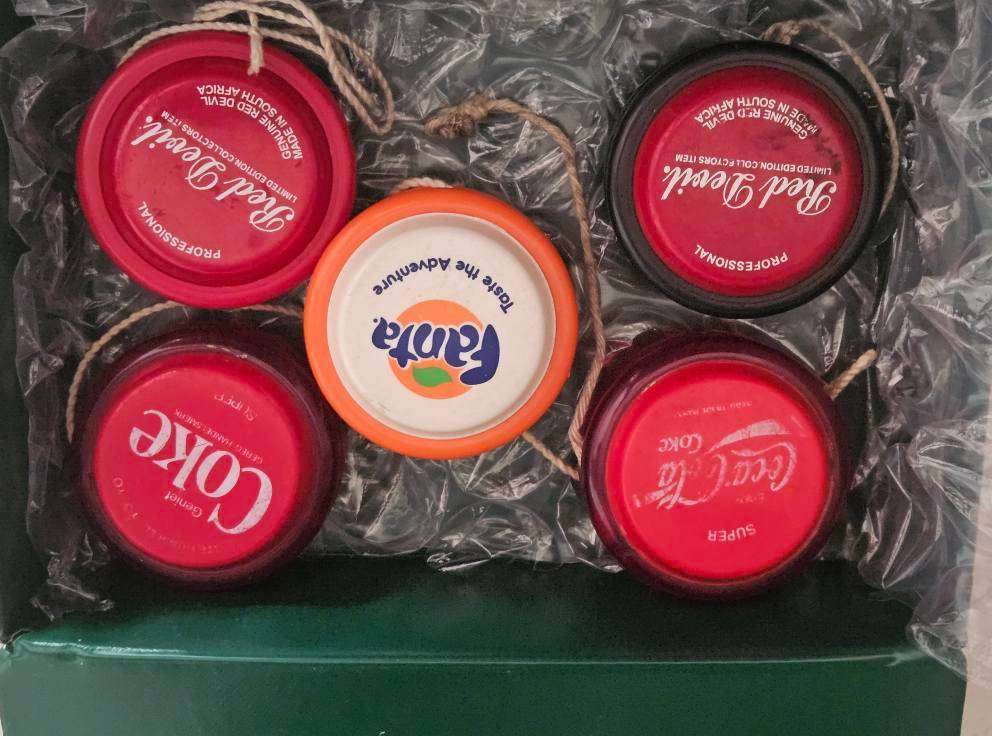 PROFESSIONAL
Red Devil.
LIMITED EDITION COLLECTORS ITEM
GENUINE RED DEVIL
MADE IN SOUTH AFRICA
PROFESSIONAL
Red Devil.
LIMITED EDITION COLLECTORS ITEM
GENUINE RED DEVIL
MADE IN SOUTH AFRICA
Fanta
Taste the Adventure
Geniet
Coke
GEREG. HANDELSMERK
SUPER
Coca-Cola
Coke